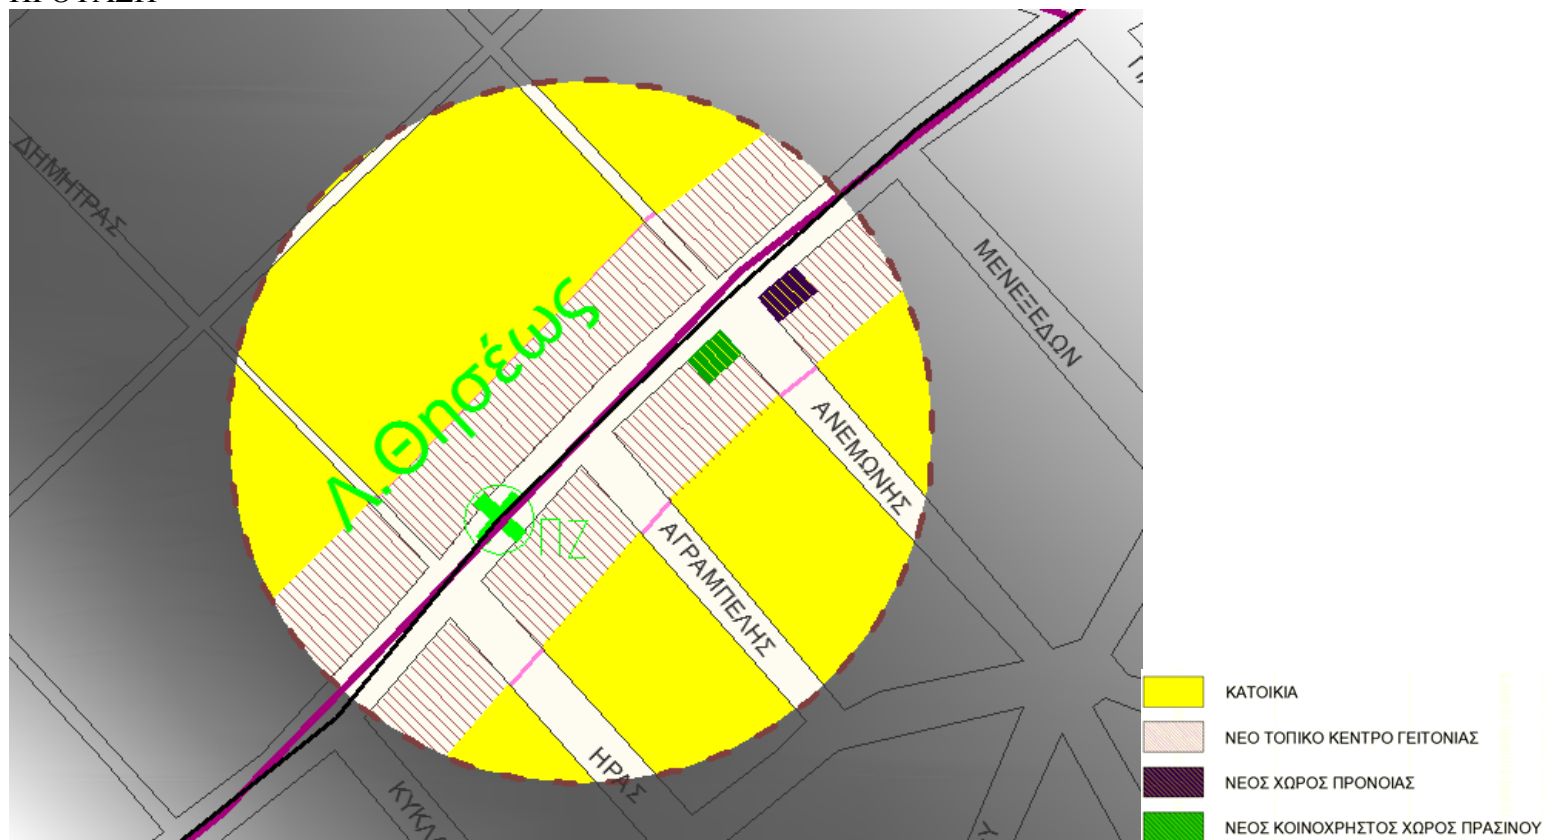 ΠΡΟΤΑΣΗ
ΔΗΜΗΤΡΑΣ
ΜΕΝΕΞΕΔΩΝ
Λ. Θησέως
ΑΝΕΜΩΝΗΣ
ΠΖ
ΑΓΡΑΜΠΕΛΗΣ
ΗΡΑΣ
ΚΑΤΟΙΚΙΑ
ΝΕΟ ΤΟΠΙΚΟ ΚΕΝΤΡΟ ΓΕΙΤΟΝΙΑΣ
ΝΕΟΣ ΧΩΡΟΣ ΠΡΟΝΟΙΑΣ
ΝΕΟΣ ΚΟΙΝΟΧΡΗΣΤΟΣ ΧΩΡΟΣ ΠΡΑΣΙΝΟΥ